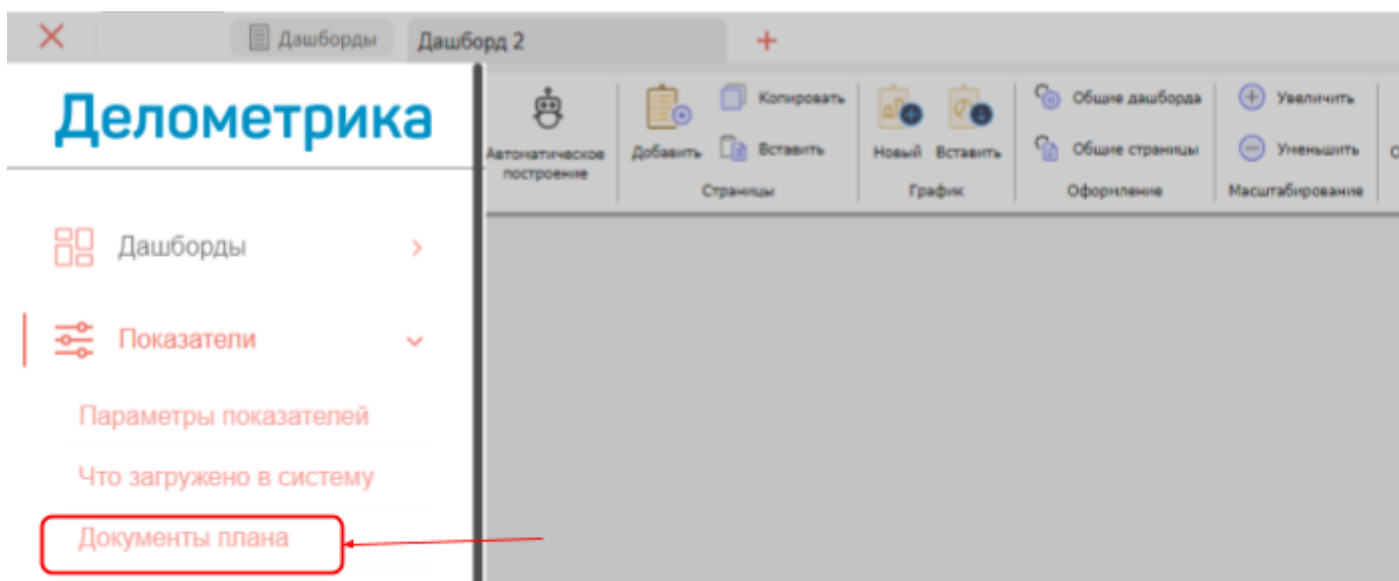 Дашборды
Дашборд 2
Делометрика
Автоматическое
построение
Добавить
Копировать
Вставить
Страницы
Новый
Вставить
График
Общие дашборда
Общие страницы
Оформление
Увеличить
Уменьшить
Масштабирование
Дашборды
Показатели
Параметры показателей
Что загружено в систему
Документы плана